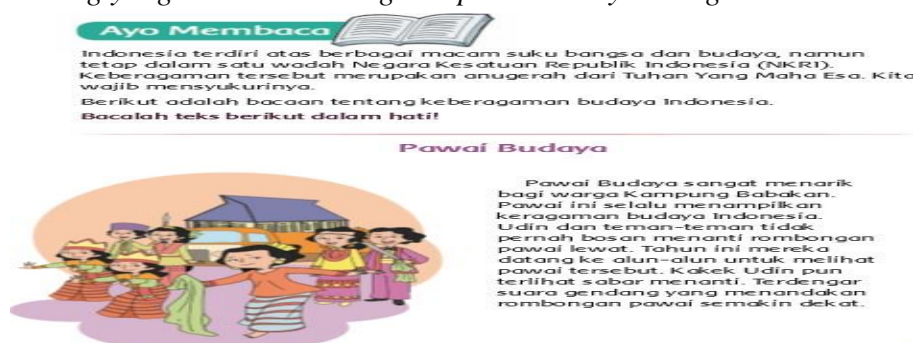 Ayo Membaca
Indonesia terdiri atas berbagai macam suku bangsa dan budaya, namun
tetap dalam satu wadah Negara Kesatuan Republik Indonesia (NKRI).
Keberagaman tersebut merupakan anugerah dari Tuhan Yang Maha Esa. Kita
wajib mensyukurinya.
Berikut adalah bacaan tentang keberagaman budaya Indonesia.
Bacalah teks berikut dalam hati!
Pawai Budaya
Pawai Budaya sangat menarik
bagi warga Kampung Babakan.
Pawai ini selalu menampilkan
keragaman budaya Indonesia.
Udin dan teman-teman tidak
pernah bosan menanti rombongan
pawai lewat. Tahun ini mereka
datang ke alun-alun untuk melihat
pawai tersebut. Kakek Udin pun
terlihat sabar menanti. Terdengar
suara gendang yang menandakan
rombongan pawai semakin dekat.